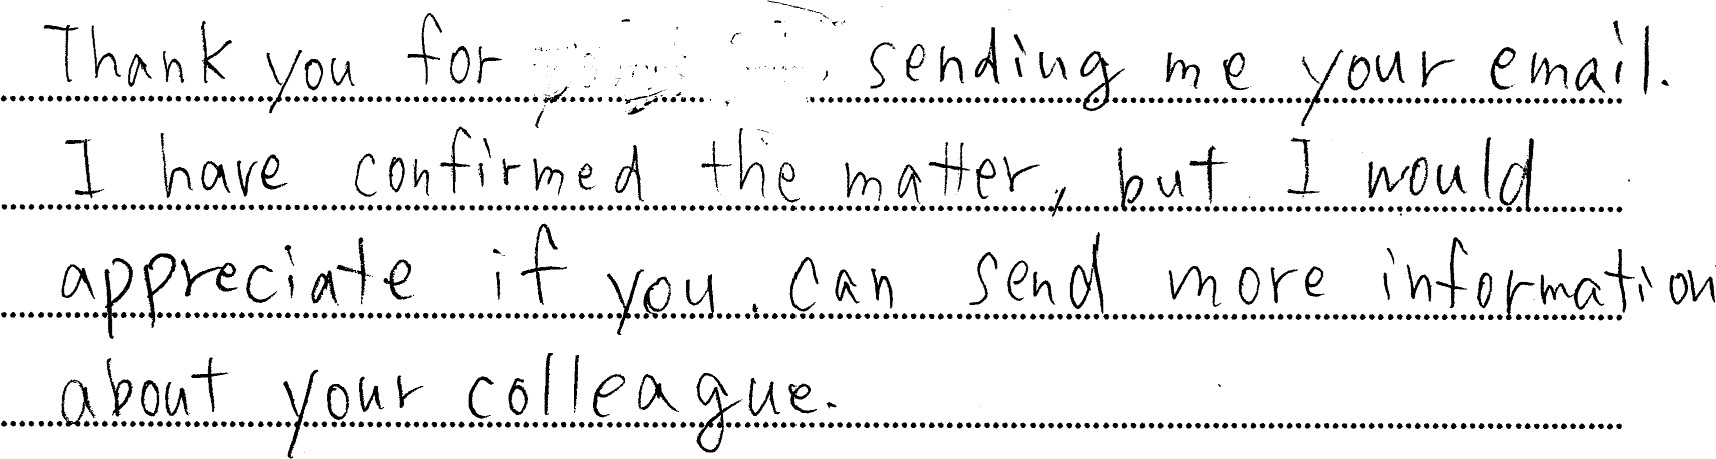 Thank you for sending me your email.
I have confirmed the matter, but I would
appreciate if you. can send more information
about your colleague.